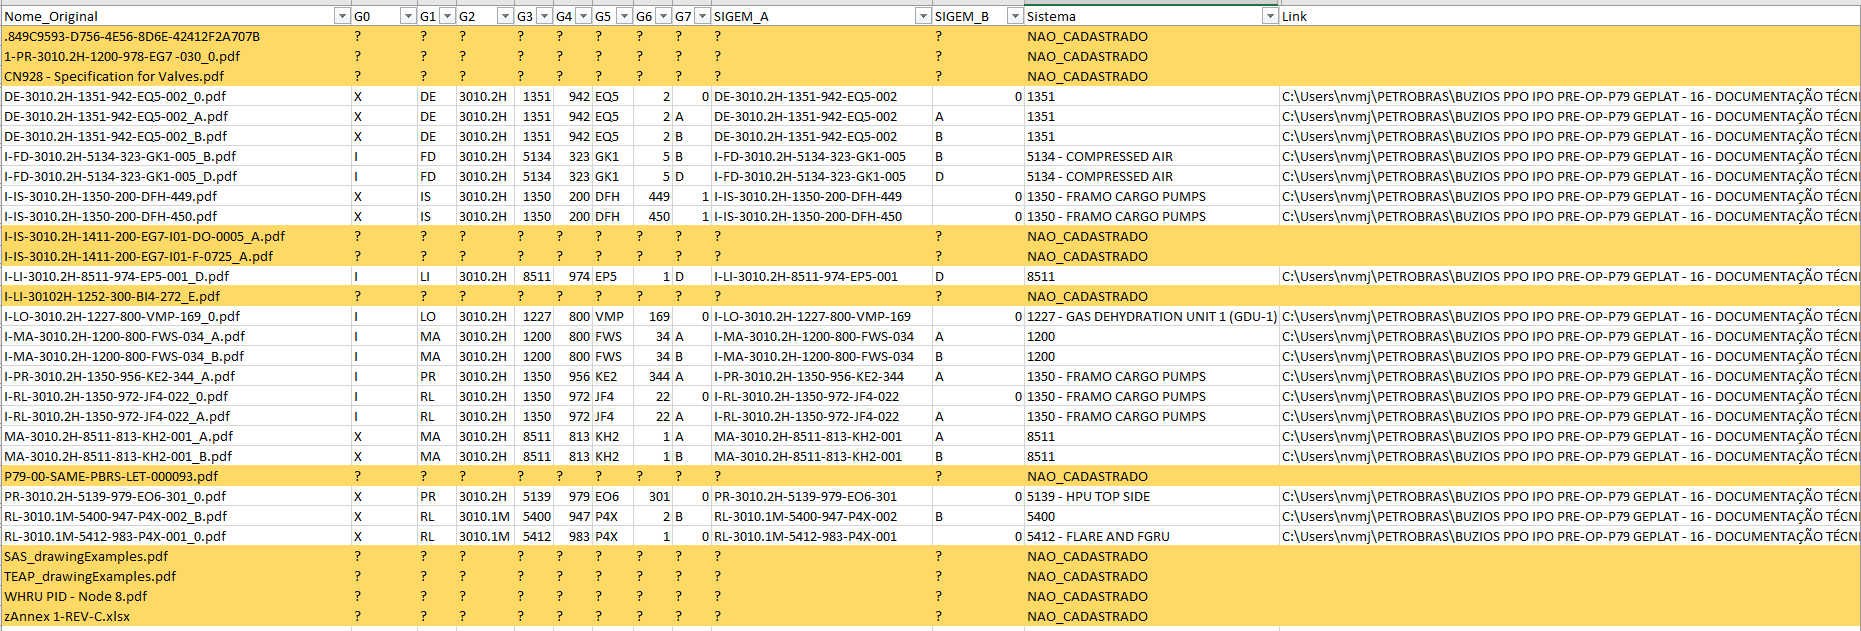 Nome_Original G0 G1 G2 G3 G4 G5 G6 G7 SIGEM_A SIGEM_B Sistema Link
.849C9593-D756-4E56-8D6E-42412F2A707B ? ? ? ? ? ? ? ? ? ? NAO_CADASTRADO
1-PR-3010.2H-1200-978-EG7 -030_0.pdf ? ? ? ? ? ? ? ? ? ? NAO_CADASTRADO
CN928 - Specification for Valves.pdf ? ? ? ? ? ? ? ? ? ? NAO_CADASTRADO
DE-3010.2H-1351-942-EQ5-002_0.pdf X DE 3010.2H 1351 942 EQ5 2 0 DE-3010.2H-1351-942-EQ5-002 0 1351 C:\Users\nvmj\PETROBRAS\BUZIOS PPO IPO PRE-OP-P79 GEPLAT - 16 - DOCUMENTAÇÃO TÉCNI
DE-3010.2H-1351-942-EQ5-002_A.pdf X DE 3010.2H 1351 942 EQ5 2 A DE-3010.2H-1351-942-EQ5-002 A 1351 C:\Users\nvmj\PETROBRAS\BUZIOS PPO IPO PRE-OP-P79 GEPLAT - 16 - DOCUMENTAÇÃO TÉCNI
DE-3010.2H-1351-942-EQ5-002_B.pdf X DE 3010.2H 1351 942 EQ5 2 B DE-3010.2H-1351-942-EQ5-002 B 1351 C:\Users\nvmj\PETROBRAS\BUZIOS PPO IPO PRE-OP-P79 GEPLAT - 16 - DOCUMENTAÇÃO TÉCNI
I-FD-3010.2H-5134-323-GK1-005_B.pdf I FD 3010.2H 5134 323 GK1 5 B I-FD-3010.2H-5134-323-GK1-005 B 5134 - COMPRESSED AIR C:\Users\nvmj\PETROBRAS\BUZIOS PPO IPO PRE-OP-P79 GEPLAT - 16 - DOCUMENTAÇÃO TÉCNI
I-FD-3010.2H-5134-323-GK1-005_D.pdf I FD 3010.2H 5134 323 GK1 5 D I-FD-3010.2H-5134-323-GK1-005 D 5134 - COMPRESSED AIR C:\Users\nvmj\PETROBRAS\BUZIOS PPO IPO PRE-OP-P79 GEPLAT - 16 - DOCUMENTAÇÃO TÉCNI
I-IS-3010.2H-1350-200-DFH-449.pdf X IS 3010.2H 1350 200 DFH 449 1 I-IS-3010.2H-1350-200-DFH-449 0 1350 - FRAMO CARGO PUMPS C:\Users\nvmj\PETROBRAS\BUZIOS PPO IPO PRE-OP-P79 GEPLAT - 16 - DOCUMENTAÇÃO TÉCNI
I-IS-3010.2H-1350-200-DFH-450.pdf X IS 3010.2H 1350 200 DFH 450 1 I-IS-3010.2H-1350-200-DFH-450 0 1350 - FRAMO CARGO PUMPS C:\Users\nvmj\PETROBRAS\BUZIOS PPO IPO PRE-OP-P79 GEPLAT - 16 - DOCUMENTAÇÃO TÉCNI
I-IS-3010.2H-1411-200-EG7-I01-DO-0005_A.pdf ? ? ? ? ? ? ? ? ? ? NAO_CADASTRADO
I-IS-3010.2H-1411-200-EG7-I01-F-0725_A.pdf ? ? ? ? ? ? ? ? ? ? NAO_CADASTRADO
I-LI-3010.2H-8511-974-EP5-001_D.pdf I LI 3010.2H 8511 974 EP5 1 D I-LI-3010.2H-8511-974-EP5-001 D 8511 C:\Users\nvmj\PETROBRAS\BUZIOS PPO IPO PRE-OP-P79 GEPLAT - 16 - DOCUMENTAÇÃO TÉCNI
I-LI-30102H-1252-300-BI4-272_E.pdf ? ? ? ? ? ? ? ? ? ? NAO_CADASTRADO
I-LO-3010.2H-1227-800-VMP-169_0.pdf I LO 3010.2H 1227 800 VMP 169 0 I-LO-3010.2H-1227-800-VMP-169 0 1227 - GAS DEHYDRATION UNIT 1 (GDU-1) C:\Users\nvmj\PETROBRAS\BUZIOS PPO IPO PRE-OP-P79 GEPLAT - 16 - DOCUMENTAÇÃO TÉCNI
I-MA-3010.2H-1200-800-FWS-034_A.pdf I MA 3010.2H 1200 800 FWS 34 A I-MA-3010.2H-1200-800-FWS-034 A 1200 C:\Users\nvmj\PETROBRAS\BUZIOS PPO IPO PRE-OP-P79 GEPLAT - 16 - DOCUMENTAÇÃO TÉCNI
I-MA-3010.2H-1200-800-FWS-034_B.pdf I MA 3010.2H 1200 800 FWS 34 B I-MA-3010.2H-1200-800-FWS-034 B 1200 C:\Users\nvmj\PETROBRAS\BUZIOS PPO IPO PRE-OP-P79 GEPLAT - 16 - DOCUMENTAÇÃO TÉCNI
I-PR-3010.2H-1350-956-KE2-344_A.pdf I PR 3010.2H 1350 956 KE2 344 A I-PR-3010.2H-1350-956-KE2-344 A 1350 - FRAMO CARGO PUMPS C:\Users\nvmj\PETROBRAS\BUZIOS PPO IPO PRE-OP-P79 GEPLAT - 16 - DOCUMENTAÇÃO TÉCNI
I-RL-3010.2H-1350-972-JF4-022_0.pdf I RL 3010.2H 1350 972 JF4 22 0 I-RL-3010.2H-1350-972-JF4-022 0 1350 - FRAMO CARGO PUMPS C:\Users\nvmj\PETROBRAS\BUZIOS PPO IPO PRE-OP-P79 GEPLAT - 16 - DOCUMENTAÇÃO TÉCNI
I-RL-3010.2H-1350-972-JF4-022_A.pdf I RL 3010.2H 1350 972 JF4 22 A I-RL-3010.2H-1350-972-JF4-022 A 1350 - FRAMO CARGO PUMPS C:\Users\nvmj\PETROBRAS\BUZIOS PPO IPO PRE-OP-P79 GEPLAT - 16 - DOCUMENTAÇÃO TÉCNI
MA-3010.2H-8511-813-KH2-001_A.pdf X MA 3010.2H 8511 813 KH2 1 A MA-3010.2H-8511-813-KH2-001 A 8511 C:\Users\nvmj\PETROBRAS\BUZIOS PPO IPO PRE-OP-P79 GEPLAT - 16 - DOCUMENTAÇÃO TÉCNI
MA-3010.2H-8511-813-KH2-001_B.pdf X MA 3010.2H 8511 813 KH2 1 B MA-3010.2H-8511-813-KH2-001 B 8511 C:\Users\nvmj\PETROBRAS\BUZIOS PPO IPO PRE-OP-P79 GEPLAT - 16 - DOCUMENTAÇÃO TÉCNI
P79-00-SAME-PBRS-LET-000093.pdf ? ? ? ? ? ? ? ? ? ? NAO_CADASTRADO
PR-3010.2H-5139-979-EO6-301_0.pdf X PR 3010.2H 5139 979 EO6 301 0 PR-3010.2H-5139-979-EO6-301 0 5139 - HPU TOP SIDE C:\Users\nvmj\PETROBRAS\BUZIOS PPO IPO PRE-OP-P79 GEPLAT - 16 - DOCUMENTAÇÃO TÉCNI
RL-3010.1M-5400-947-P4X-002_B.pdf X RL 3010.1M 5400 947 P4X 2 B RL-3010.1M-5400-947-P4X-002 B 5400 C:\Users\nvmj\PETROBRAS\BUZIOS PPO IPO PRE-OP-P79 GEPLAT - 16 - DOCUMENTAÇÃO TÉCNI
RL-3010.1M-5412-983-P4X-001_0.pdf X RL 3010.1M 5412 983 P4X 1 0 RL-3010.1M-5412-983-P4X-001 0 5412 - FLARE AND FGRU C:\Users\nvmj\PETROBRAS\BUZIOS PPO IPO PRE-OP-P79 GEPLAT - 16 - DOCUMENTAÇÃO TÉCNI
SAS_drawingExamples.pdf ? ? ? ? ? ? ? ? ? ? NAO_CADASTRADO
TEAP_drawingExamples.pdf ? ? ? ? ? ? ? ? ? ? NAO_CADASTRADO
WHRU PID - Node 8.pdf ? ? ? ? ? ? ? ? ? ? NAO_CADASTRADO
zAnnex 1-REV-C.xlsx ? ? ? ? ? ? ? ? ? ? NAO_CADASTRADO